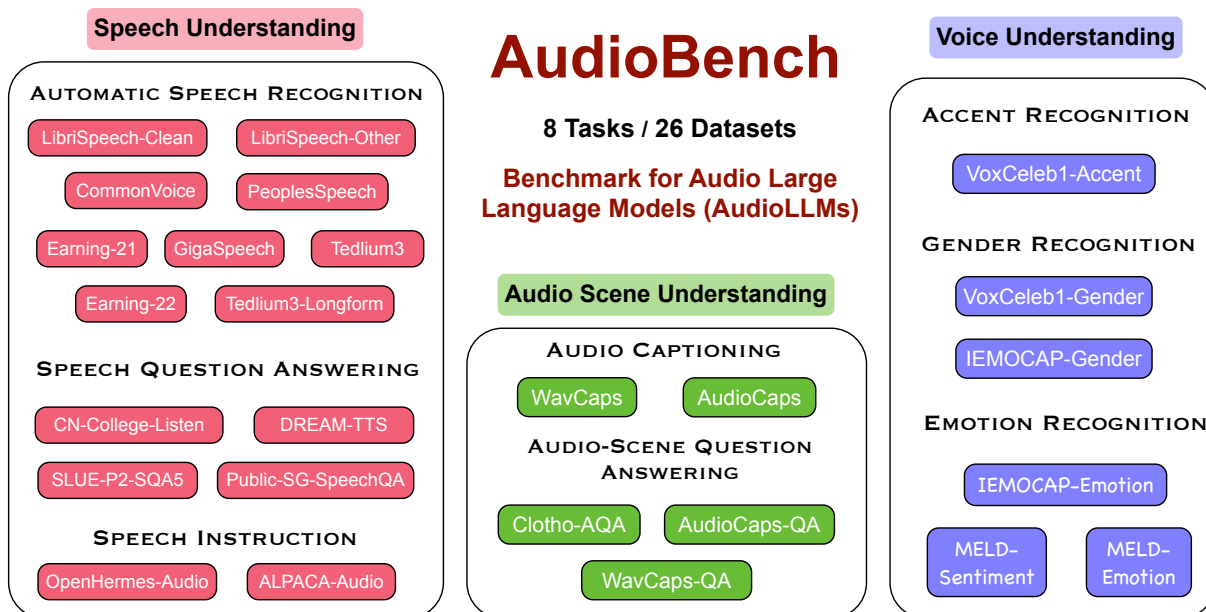 Speech Understanding
AUTOMATIC SPEECH RECOGNITION
LibriSpeech-Clean
LibriSpeech-Other
CommonVoice
PeoplesSpeech
Earning-21
GigaSpeech
Tedlium3
Earning-22
Tedlium3-Longform
SPEECH QUESTION ANSWERING
CN-College-Listen
DREAM-TTS
SLUE-P2-SQA5
Public-SG-SpeechQA
SPEECH INSTRUCTION
OpenHermes-Audio
ALPACA-Audio
AudioBench
8 Tasks / 26 Datasets
Benchmark for Audio Large
Language Models (AudioLLMs)
Audio Scene Understanding
AUDIO CAPTIONING
WavCaps
AudioCaps
AUDIO-SCENE QUESTION
ANSWERING
Clotho-AQA
AudioCaps-QA
WavCaps-QA
Voice Understanding
ACCENT RECOGNITION
VoxCeleb1-Accent
GENDER RECOGNITION
VoxCeleb1-Gender
IEMOCAP-Gender
EMOTION RECOGNITION
IEMOCAP-Emotion
MELD-
Sentiment
MELD-
Emotion